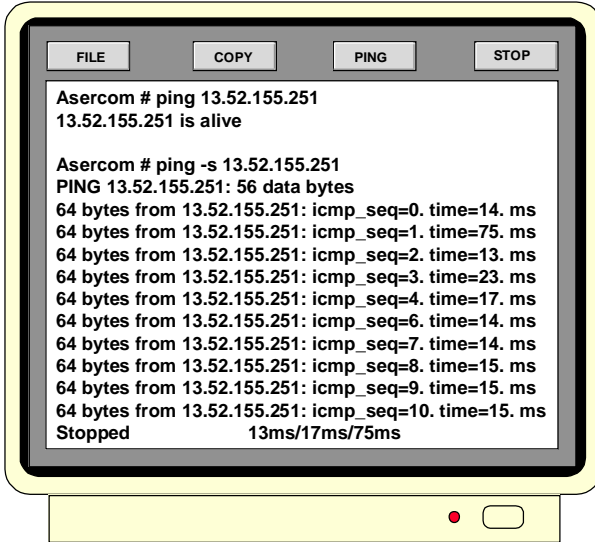 FILE COPY PING STOP
Asercom # ping 13.52.155.251
13.52.155.251 is alive
Asercom # ping -s 13.52.155.251
PING 13.52.155.251: 56 data bytes
64 bytes from 13.52.155.251: icmp_seq=0. time=14. ms
64 bytes from 13.52.155.251: icmp_seq=1. time=75. ms
64 bytes from 13.52.155.251: icmp_seq=2. time=13. ms
64 bytes from 13.52.155.251: icmp_seq=3. time=23. ms
64 bytes from 13.52.155.251: icmp_seq=4. time=17. ms
64 bytes from 13.52.155.251: icmp_seq=6. time=14. ms
64 bytes from 13.52.155.251: icmp_seq=7. time=14. ms
64 bytes from 13.52.155.251: icmp_seq=8. time=15. ms
64 bytes from 13.52.155.251: icmp_seq=9. time=15. ms
64 bytes from 13.52.155.251: icmp_seq=10. time=15. ms
Stopped 13ms/17ms/75ms